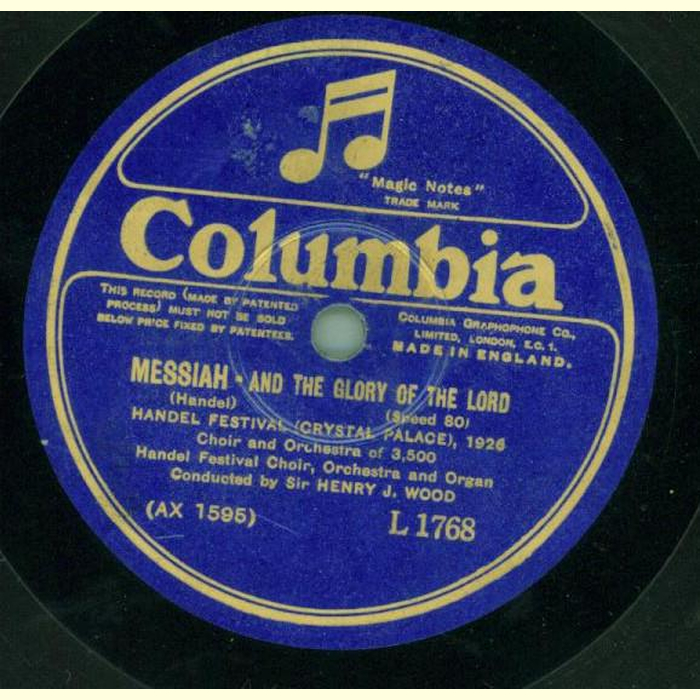 "Magic Notes"
TRADE MARK
Columbia
THIS RECORD (MADE BY PATENTED
PROCESS) MUST NOT BE SOLD
BELOW PRICE FIXED BY PATENTEES.
COLUMBIA GRAPHOPHONE CO.,
LIMITED, LONDON, E.C. 1.
MADE IN ENGLAND.
MESSIAH - AND THE GLORY OF THE LORD
(Handel) (Speed 80)
HANDEL FESTIVAL (CRYSTAL PALACE), 1926
Choir and Orchestra of 3,500
Handel Festival Choir, Orchestra and Organ
Conducted by Sir HENRY J. WOOD
(AX 1595) L 1768